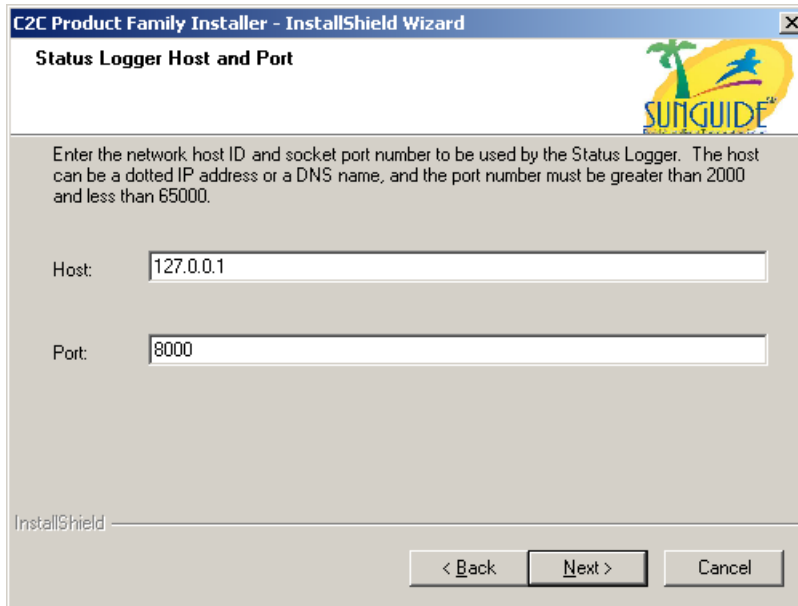 C2C Product Family Installer - InstallShield Wizard
Status Logger Host and Port
SUNGUIDE
Enter the network host ID and socket port number to be used by the Status Logger.  The host
can be a dotted IP address or a DNS name, and the port number must be greater than 2000
and less than 65000.
Host:
127.0.0.1
Port:
8000
InstallShield
< Back
Next >
Cancel